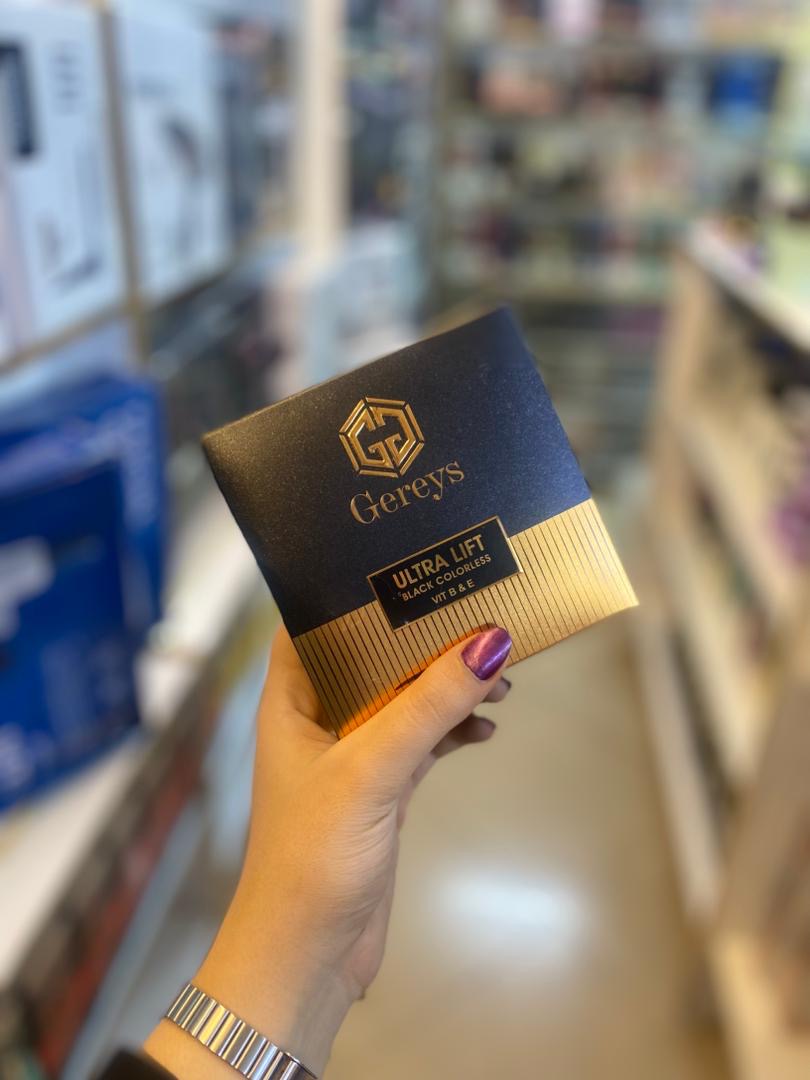 Gereys
ULTRA LIFT
BLACK COLORLESS
VIT B & E